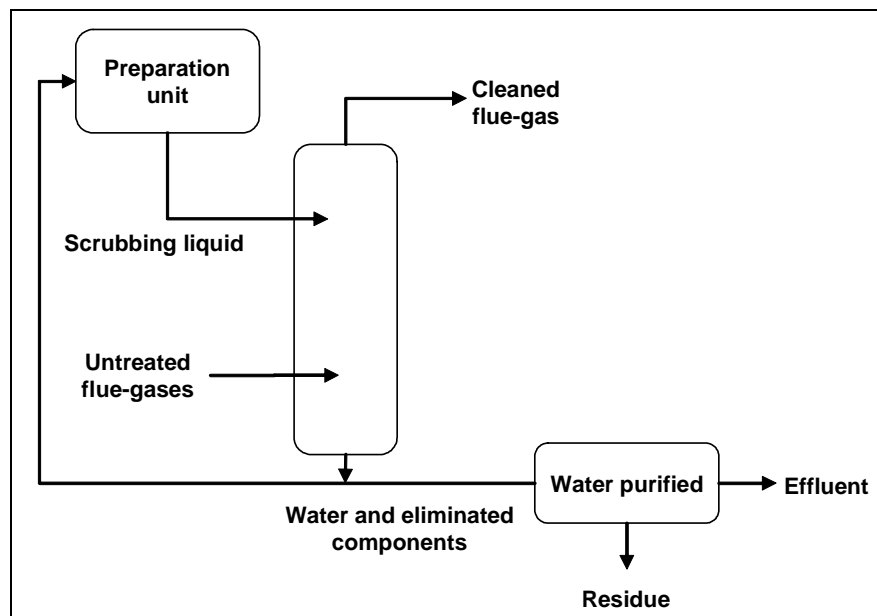 Preparation
unit
Cleaned
flue-gas
Scrubbing liquid
Untreated
flue-gases
Water purified
Effluent
Water and eliminated
components
Residue